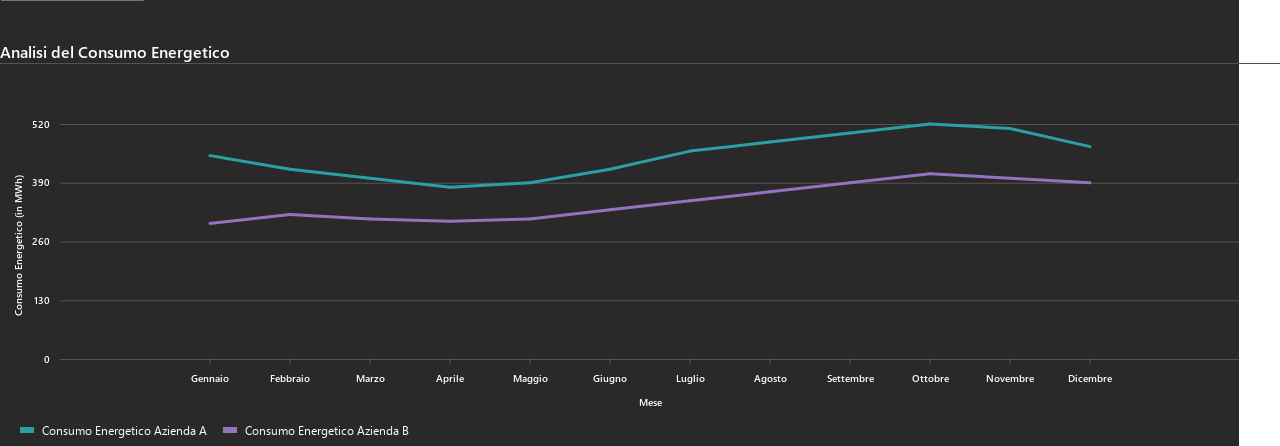 Analisi del Consumo Energetico
520
390
260
130
0
Consumo Energetico (in MWh)
Gennaio Febbraio Marzo Aprile Maggio Giugno Luglio Agosto Settembre Ottobre Novembre Dicembre
Mese
Consumo Energetico Azienda A Consumo Energetico Azienda B